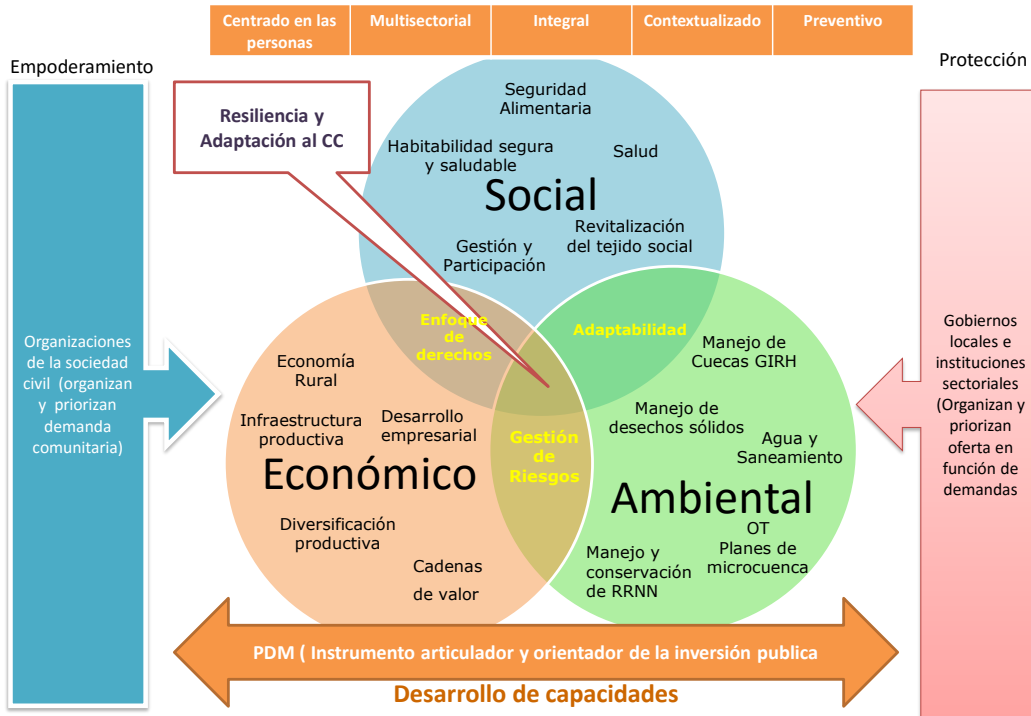 Centrado en las
personas
Multisectorial
Integral
Contextualizado
Preventivo
Empoderamiento
Protección
Resiliencia y
Adaptación al CC
Seguridad
Alimentaria
Habitabilidad segura
y saludable
Salud
Social
Revitalización
del tejido social
Gestión y
Participación
Enfoque
de
derechos
Adaptabilidad
Organizaciones
de la sociedad
civil (organizan
y priorizan
demanda
comunitaria)
Economía
Rural
Infraestructura
productiva
Desarrollo
empresarial
Económico
Diversificación
productiva
Cadenas
de valor
Gestión
de
Riesgos
Manejo de
Cuecas GIRH
Manejo de
desechos sólidos
Agua y
Saneamiento
Ambiental
OT
Planes de
microcuenca
Manejo y
conservación
de RRNN
Gobiernos
locales e
instituciones
sectoriales
(Organizan y
priorizan
oferta en
función de
demandas
PDM ( Instrumento articulador y orientador de la inversión publica
Desarrollo de capacidades